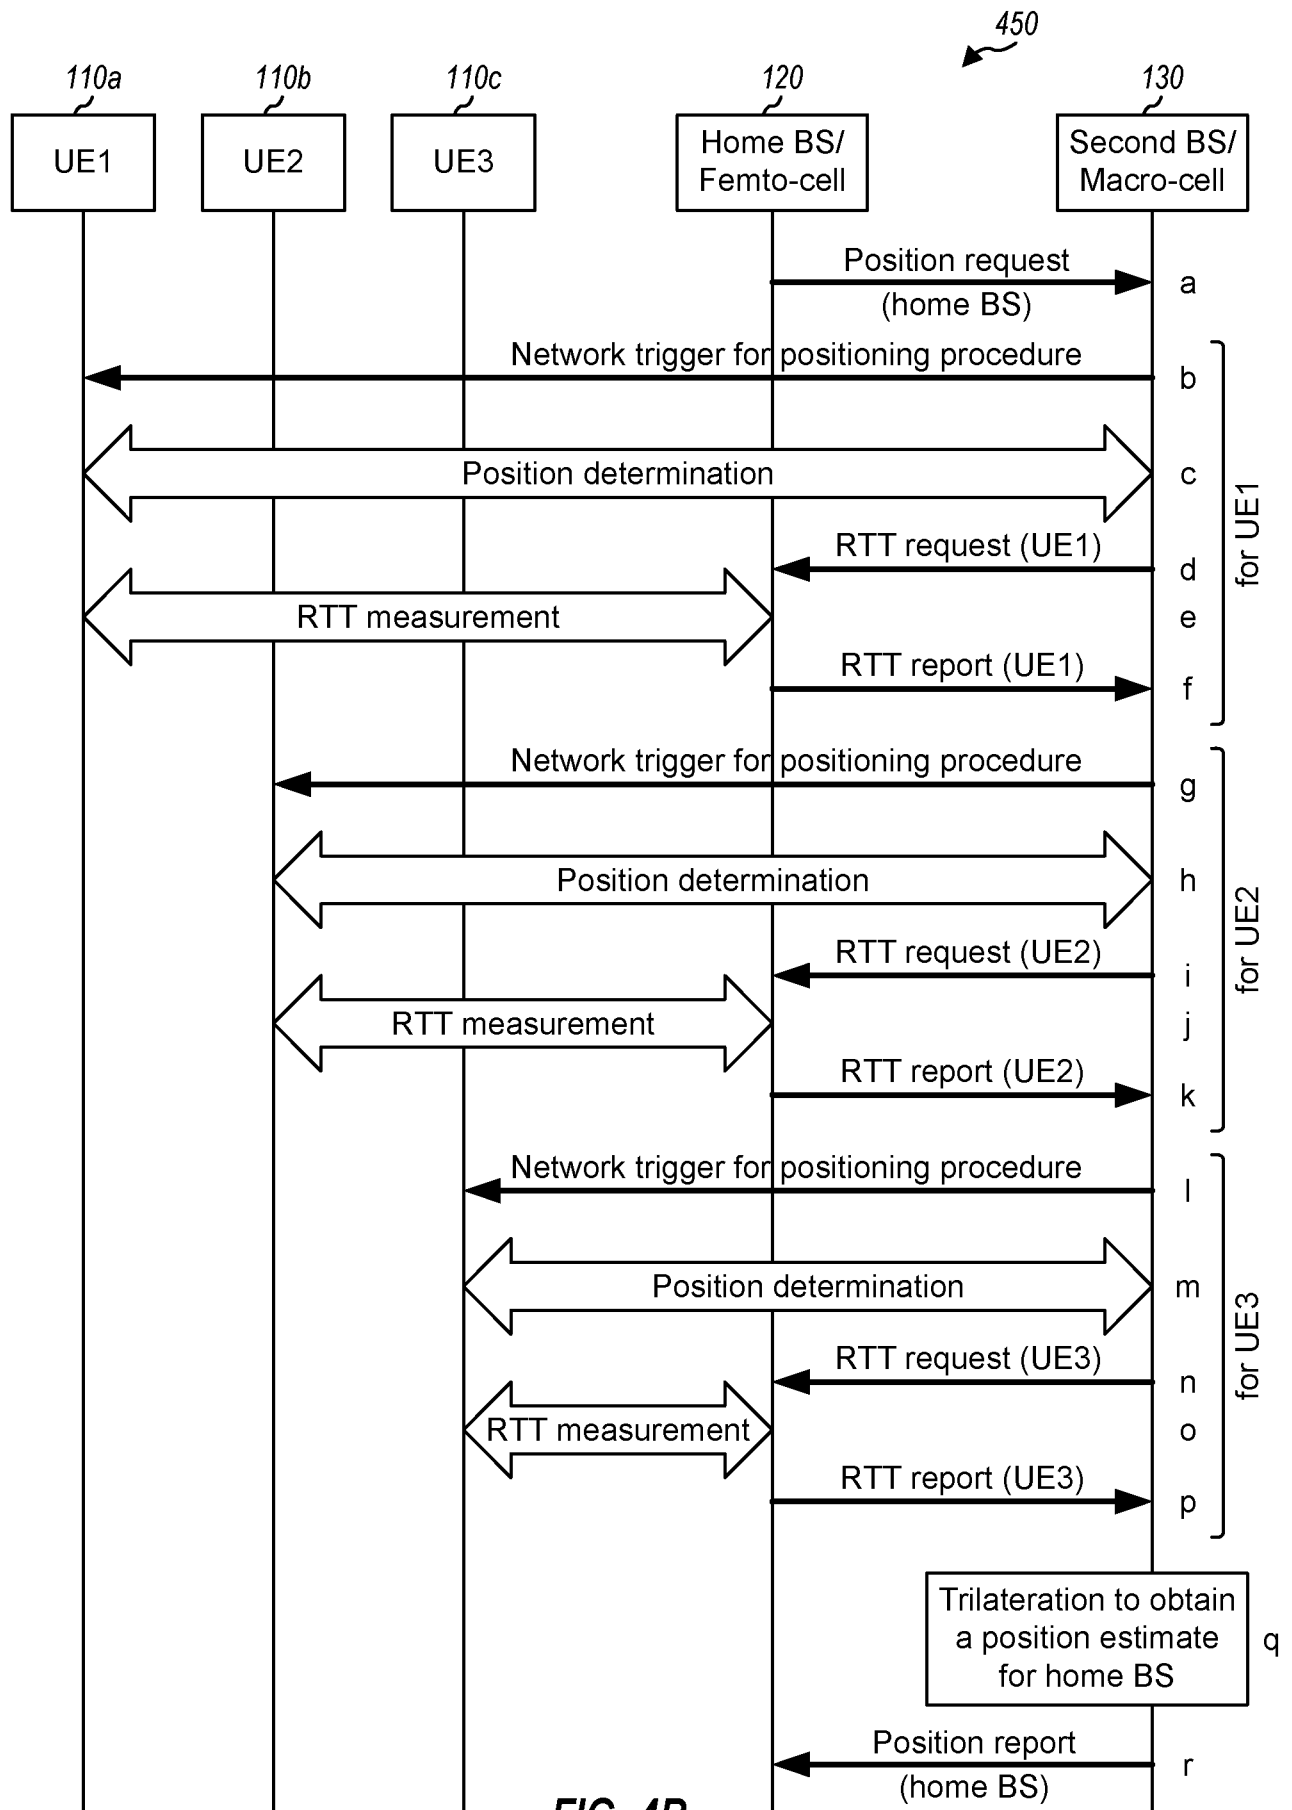 450
110a
110b
110c
120
130
UE1
UE2
UE3
Home BS/
Femto-cell
Second BS/
Macro-cell
Position request
(home BS)
a
Network trigger for positioning procedure
b
Position determination
c
RTT request (UE1)
d
RTT measurement
e
RTT report (UE1)
f
for UE1
Network trigger for positioning procedure
g
Position determination
h
RTT request (UE2)
i
RTT measurement
j
RTT report (UE2)
k
for UE2
Network trigger for positioning procedure
l
Position determination
m
RTT request (UE3)
n
RTT measurement
o
RTT report (UE3)
p
for UE3
Trilateration to obtain
a position estimate
for home BS
q
Position report
(home BS)
r
FIG. 4B